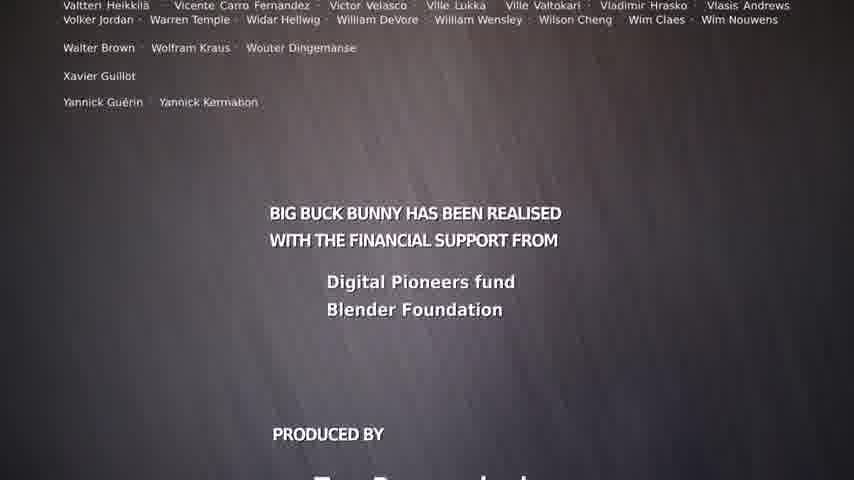 Valtteri Heikkilä · Vicente Carro Fernandez · Victor Velasco · Ville Lukka · Ville Valtokari · Vladimir Hrasko · Vlasis Andrews
Volker Jordan · Warren Temple · Widar Hellwig · William DeVore · William Wensley · Wilson Cheng · Wim Claes · Wim Nouwens
Walter Brown · Wolfram Kraus · Wouter Dingemanse
Xavier Guillot
Yannick Guérin · Yannick Kermabon
BIG BUCK BUNNY HAS BEEN REALISED
WITH THE FINANCIAL SUPPORT FROM
Digital Pioneers fund
Blender Foundation
PRODUCED BY